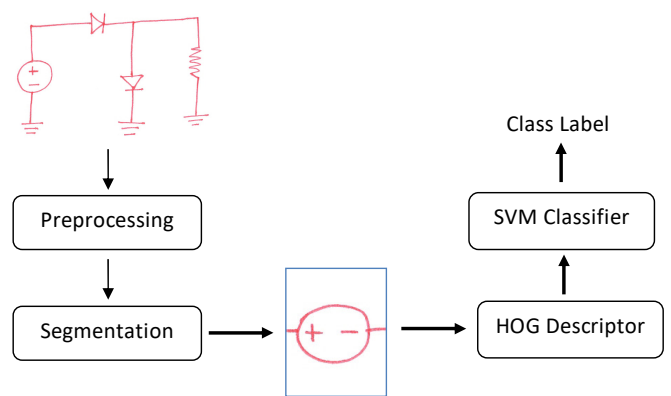 Preprocessing
Segmentation
HOG Descriptor
SVM Classifier
Class Label